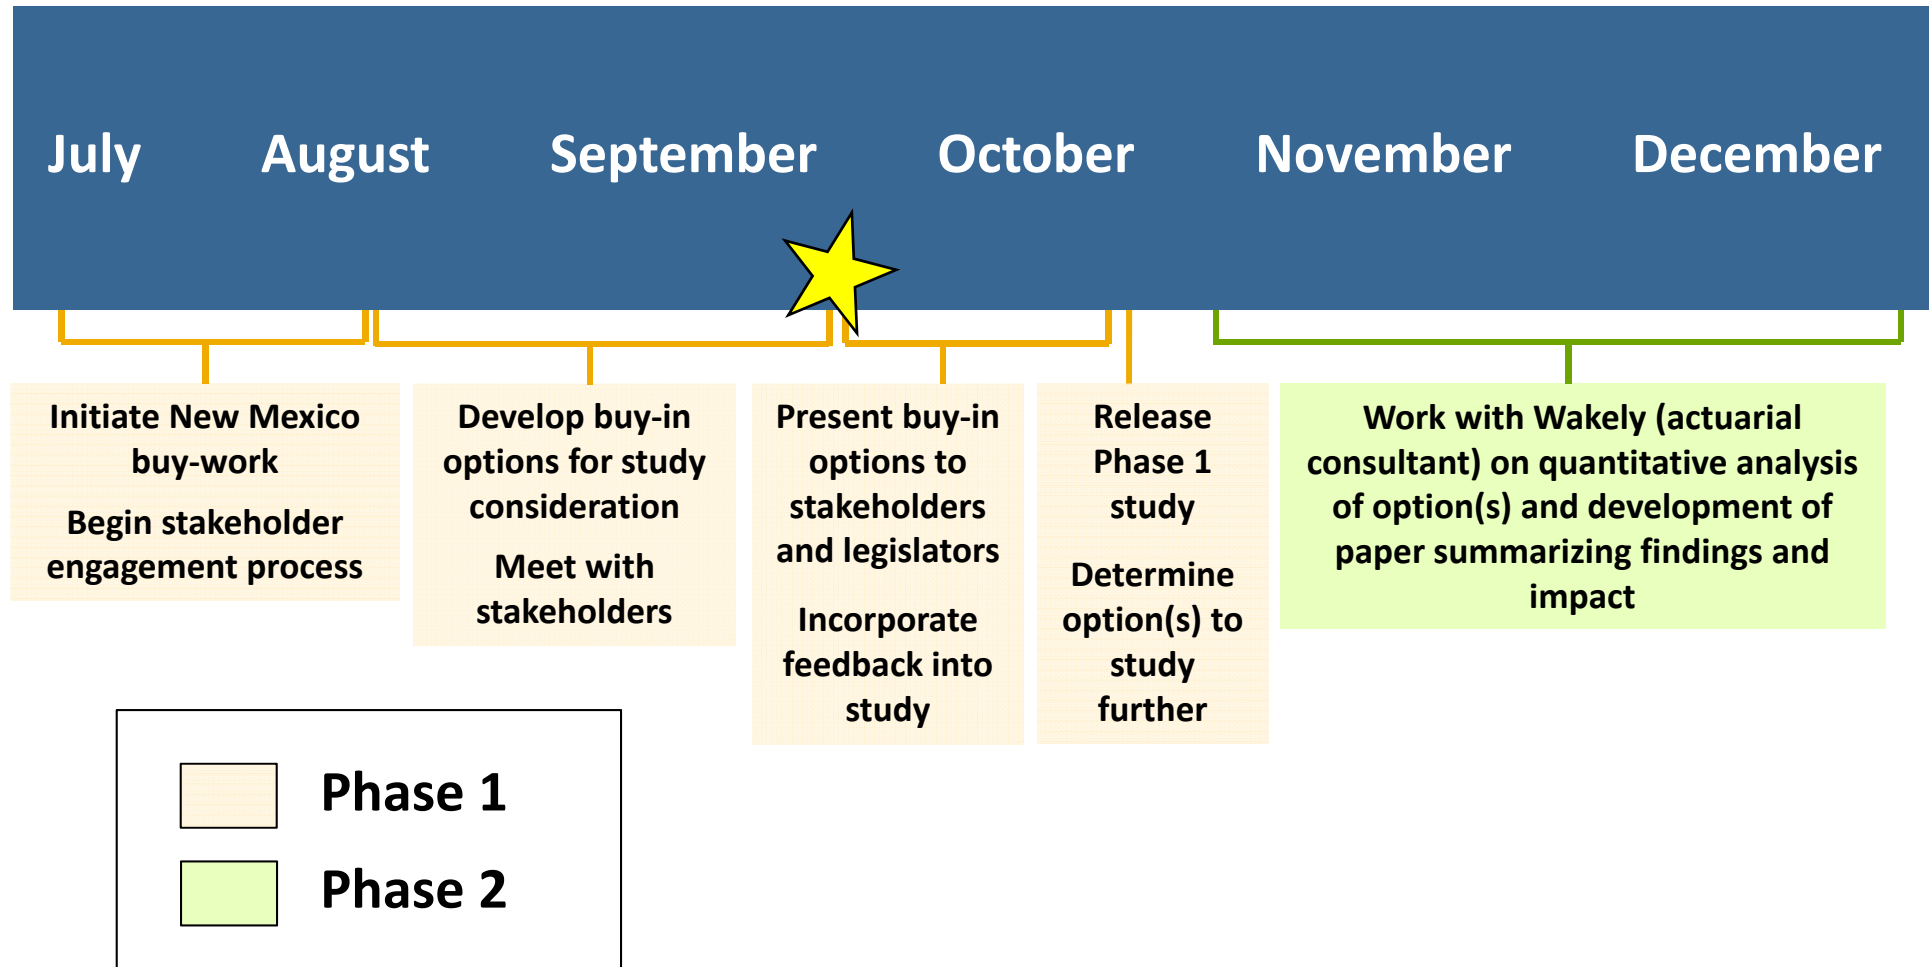 July August September October November December
Initiate New Mexico
buy-work
Begin stakeholder
engagement process
Develop buy-in
options for study
consideration
Meet with
stakeholders
Present buy-in
options to
stakeholders
and legislators
Incorporate
feedback into
study
Release
Phase 1
study
Determine
option(s) to
study
further
Work with Wakely (actuarial
consultant) on quantitative analysis
of option(s) and development of
paper summarizing findings and
impact
Phase 1
Phase 2